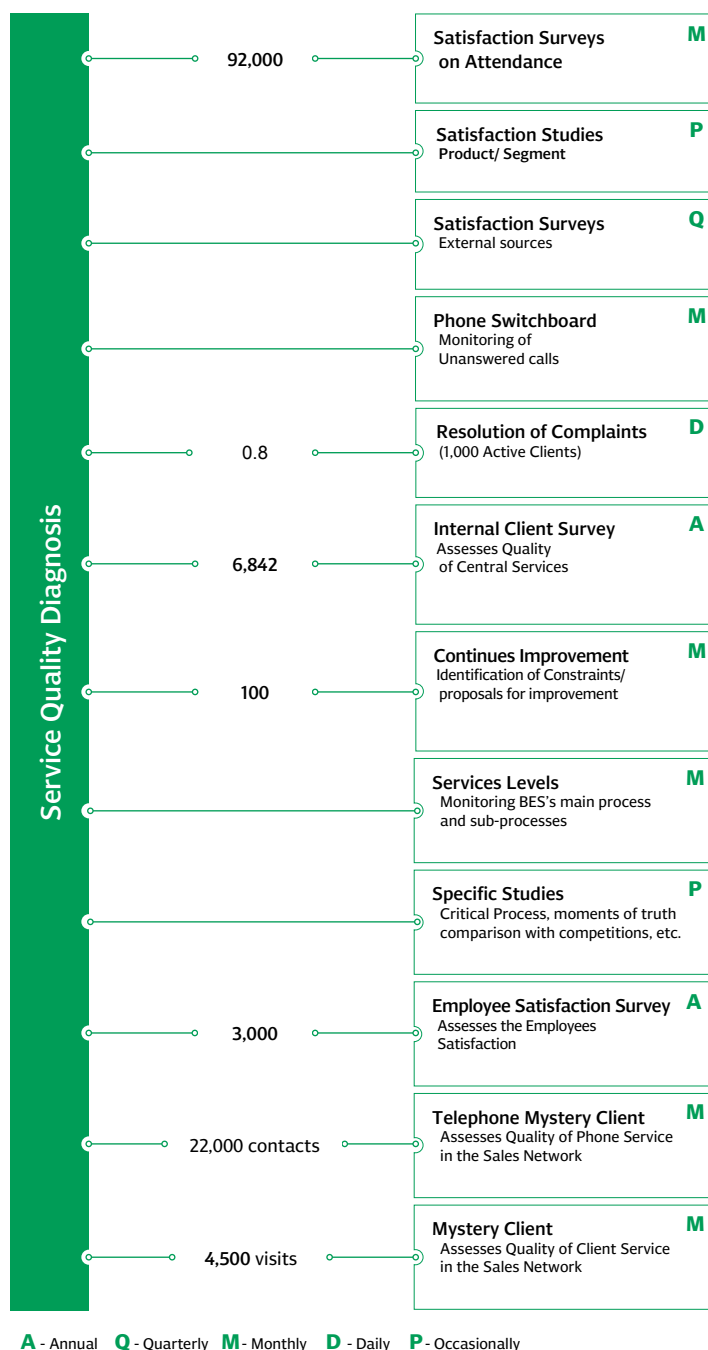 Service Quality Diagnosis
92,000
Satisfaction Surveys
on Attendance
M
Satisfaction Studies
Product/ Segment
P
Satisfaction Surveys
External sources
Q
Phone Switchboard
Monitoring of
Unanswered calls
M
0.8
Resolution of Complaints
(1,000 Active Clients)
D
6,842
Internal Client Survey
Assesses Quality
of Central Services
A
100
Continues Improvement
Identification of Constraints/
proposals for improvement
M
Services Levels
Monitoring BES's main process
and sub-processes
M
Specific Studies
Critical Process, moments of truth
comparison with competitions, etc.
P
3,000
Employee Satisfaction Survey
Assesses the Employees
Satisfaction
A
22,000 contacts
Telephone Mystery Client
Assesses Quality of Phone Service
in the Sales Network
M
4,500 visits
Mystery Client
Assesses Quality of Client Service
in the Sales Network
M
A - Annual Q - Quarterly M - Monthly D - Daily P - Occasionally